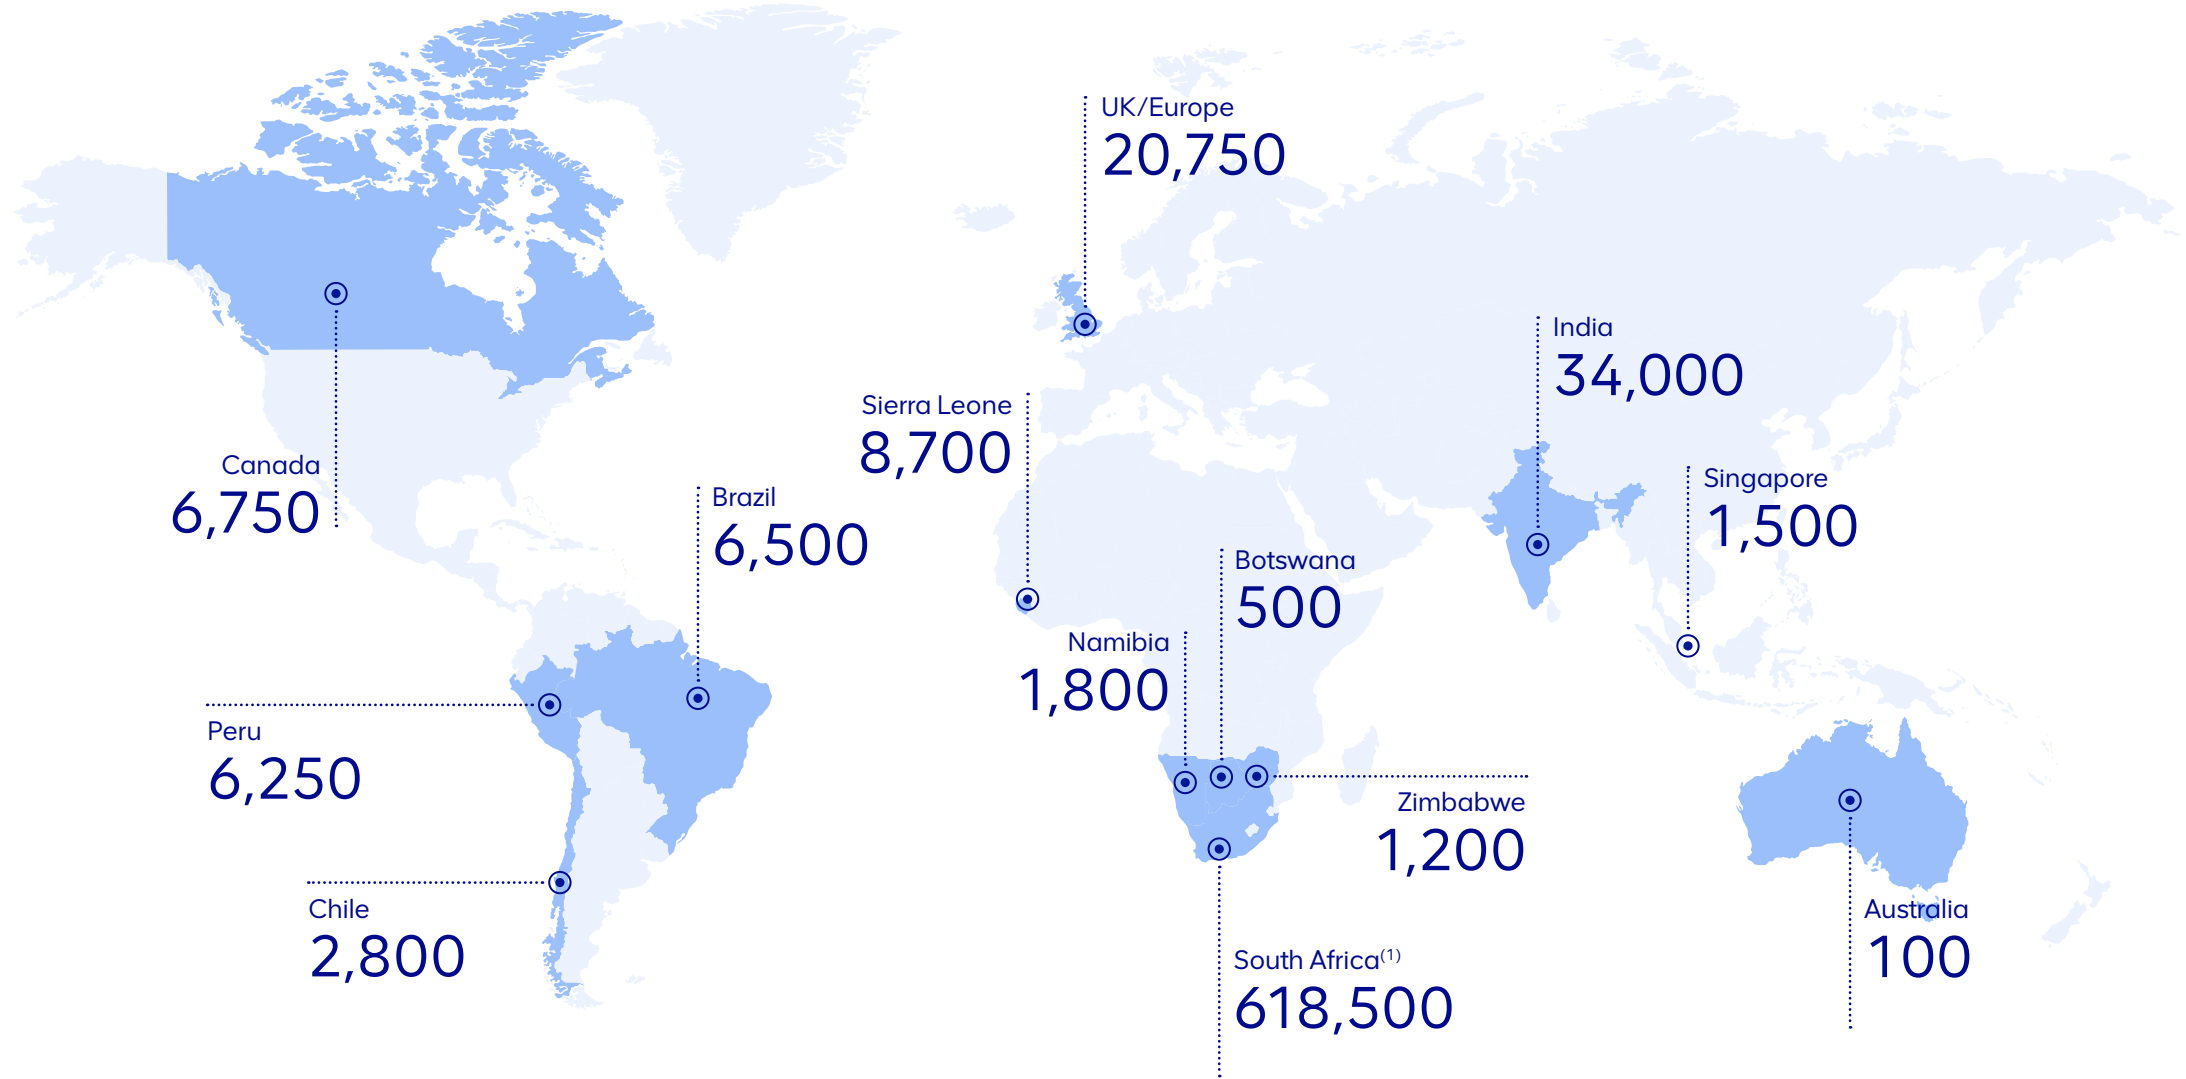 UK/Europe
20,750
India
34,000
Sierra Leone
8,700
Canada
6,750
Singapore
1,500
Brazil
6,500
Botswana
500
Namibia
1,800
Peru
6,250
Zimbabwe
1,200
Chile
2,800
Australia
100
South Africa(1)
618,500